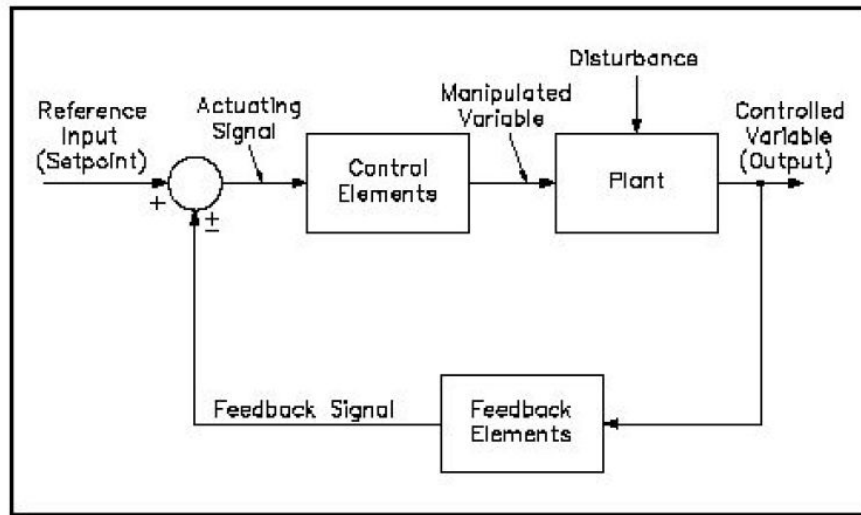 Disturbance
Reference
Input
(Setpoint)
Actuating
Signal
Manipulated
Variable
Controlled
Variable
(Output)
Control
Elements
Plant
+
±
Feedback Signal
Feedback
Elements